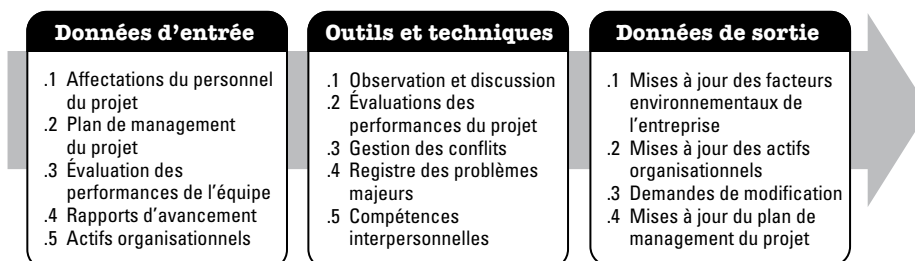 Données d'entrée
.1 Affectations du personnel
du projet
.2 Plan de management
du projet
.3 Évaluation des
performances de l'équipe
.4 Rapports d'avancement
.5 Actifs organisationnels
Outils et techniques
.1 Observation et discussion
.2 Évaluations des
performances du projet
.3 Gestion des conflits
.4 Registre des problèmes
majeurs
.5 Compétences
interpersonnelles
Données de sortie
.1 Mises à jour des facteurs
environnementaux de
l'entreprise
.2 Mises à jour des actifs
organisationnels
.3 Demandes de modification
.4 Mises à jour du plan de
management du projet